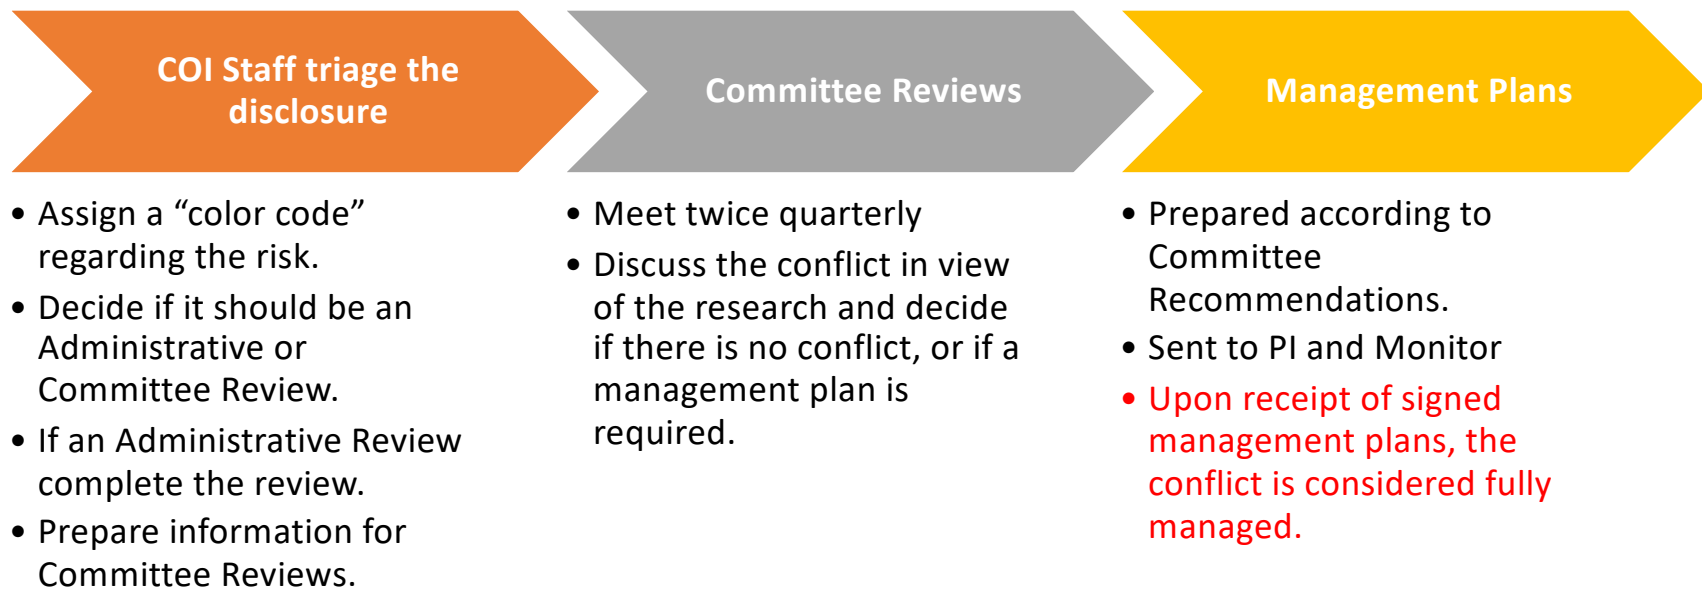 COI Staff triage the
disclosure
• Assign a “color code”
regarding the risk.
• Decide if it should be an
Administrative or
Committee Review.
• If an Administrative Review
complete the review.
• Prepare information for
Committee Reviews.
Committee Reviews
• Meet twice quarterly
• Discuss the conflict in view
of the research and decide
if there is no conflict, or if a
management plan is
required.
Management Plans
• Prepared according to
Committee
Recommendations.
• Sent to PI and Monitor
• Upon receipt of signed
management plans, the
conflict is considered fully
managed.